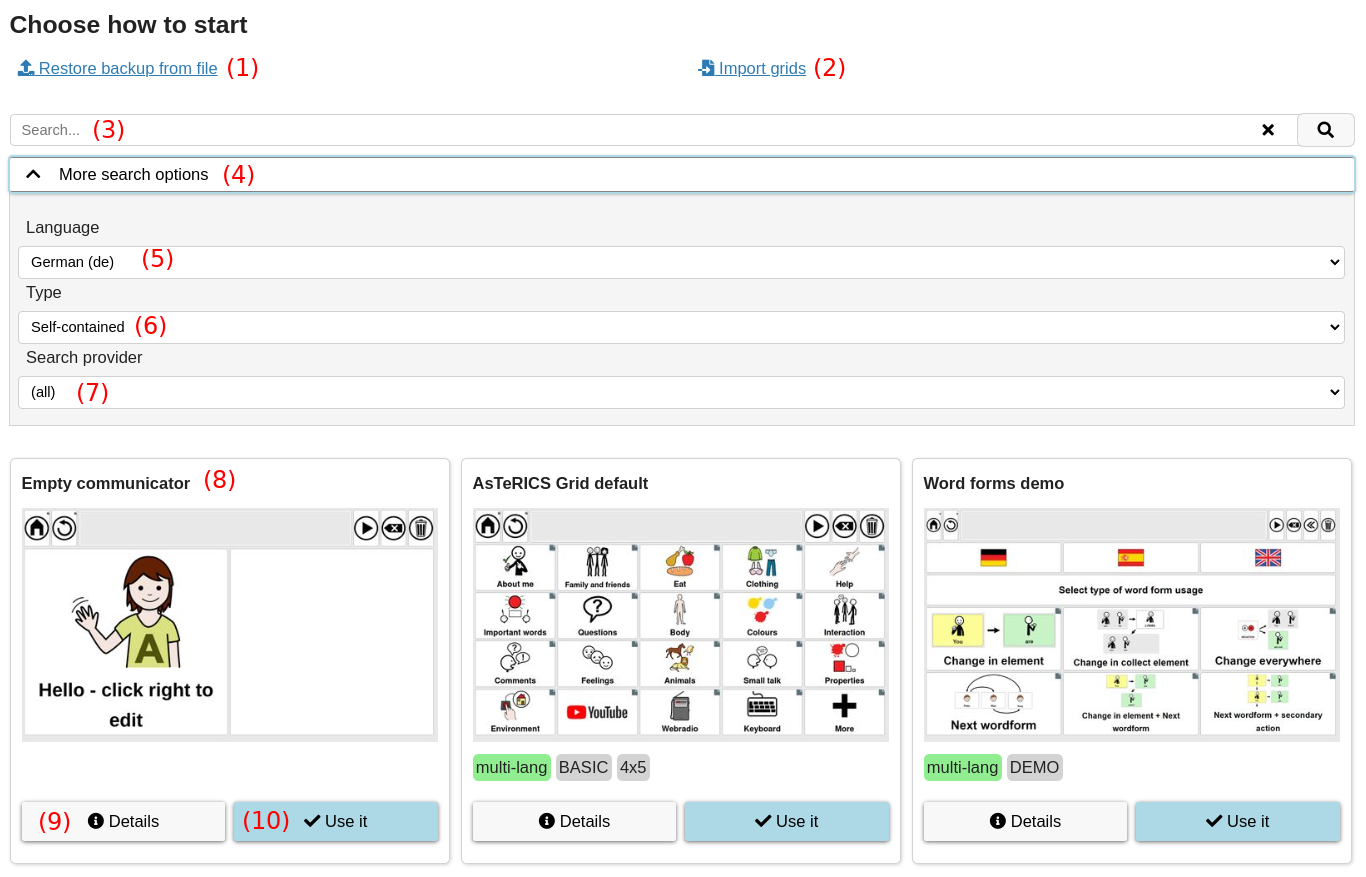 Choose how to start
Restore backup from file (1)
Import grids (2)
Search... (3)
More search options (4)
Language
German (de) (5)
Type
Self-contained (6)
Search provider
(all) (7)
Empty communicator (8)
A
Hello - click right to
edit
(9) Details
(10) Use it
AsTeRICS Grid default
About me
Family and friends
Eat
Clothing
Help
Important words
Questions
Body
Colours
Interaction
Comments
Feelings
Animals
Small talk
Properties
Environment
YouTube
Webradio
Keyboard
More
multi-lang BASIC 4x5
Details
Use it
Word forms demo
Select type of word form usage
You
are
Change in element
Change in collect element
Change everywhere
Next wordform
Change in element + Next
wordform
Next wordform + secondary
action
multi-lang DEMO
Details
Use it